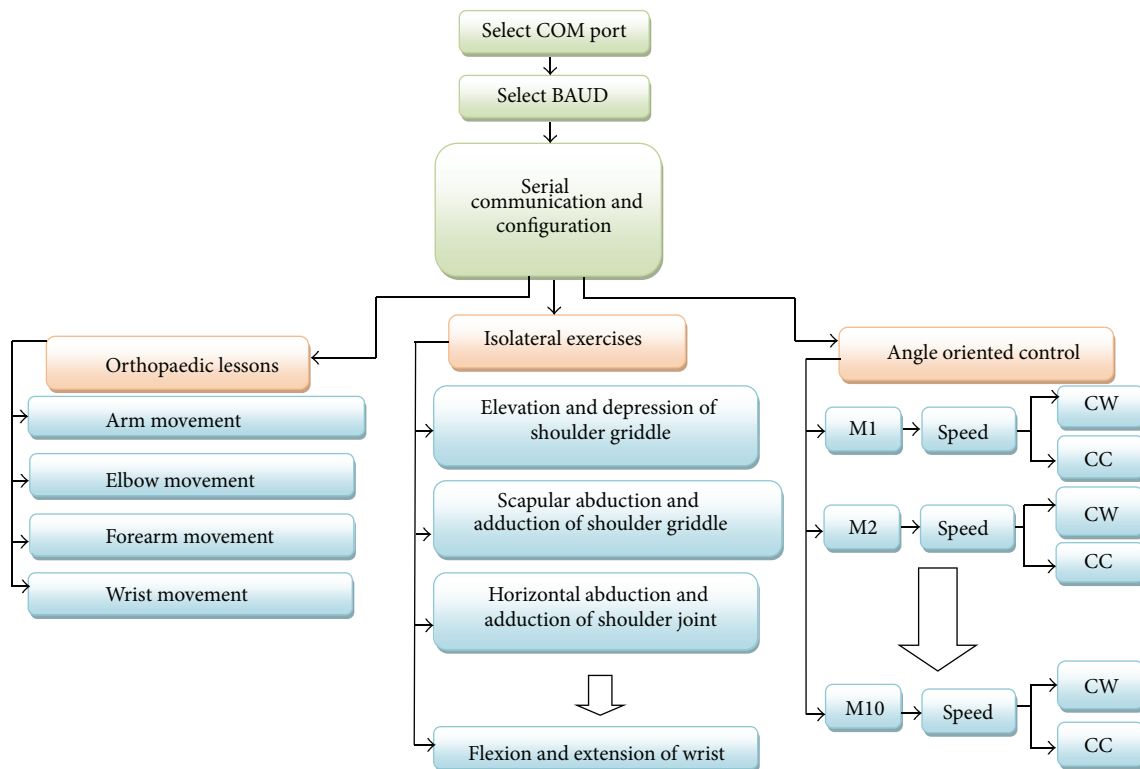 Select COM port
Select BAUD
Serial
communication and
configuration
Orthopaedic lessons
Arm movement
Elbow movement
Forearm movement
Wrist movement
Isolateral exercises
Elevation and depression of
shoulder griddle
Scapular abduction and
adduction of shoulder griddle
Horizontal abduction and
adduction of shoulder joint
Flexion and extension of wrist
Angle oriented control
M1
Speed
CW
CC
M2
Speed
CW
CC
M10
Speed
CW
CC